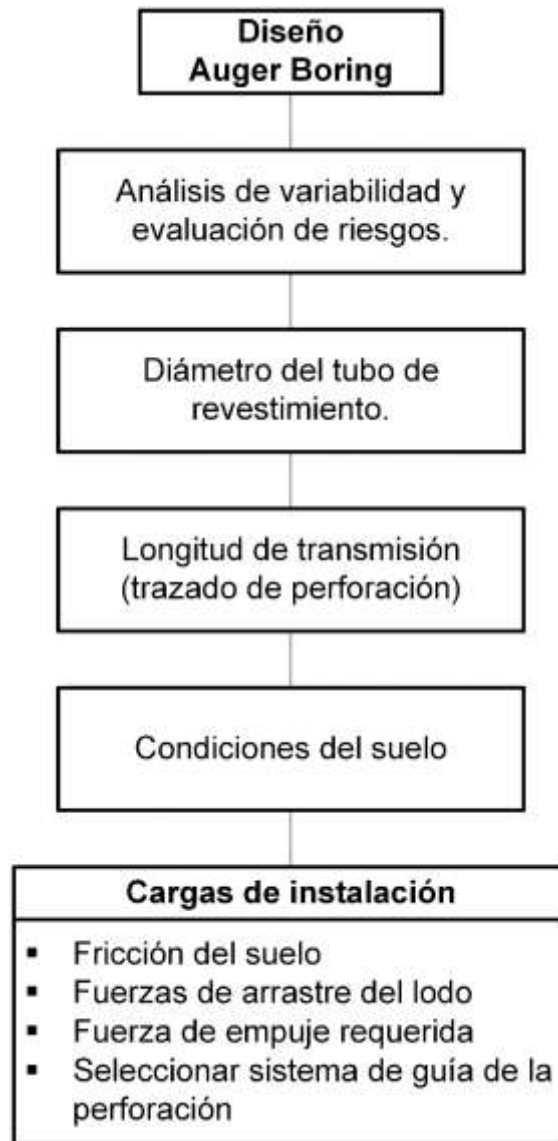 Diseño
Auger Boring
Análisis de variabilidad y
evaluación de riesgos.
Diámetro del tubo de
revestimiento.
Longitud de transmisión
(trazado de perforación)
Condiciones del suelo
Cargas de instalación
▪ Fricción del suelo
▪ Fuerzas de arrastre del lodo
▪ Fuerza de empuje requerida
▪ Seleccionar sistema de guía de la
perforación